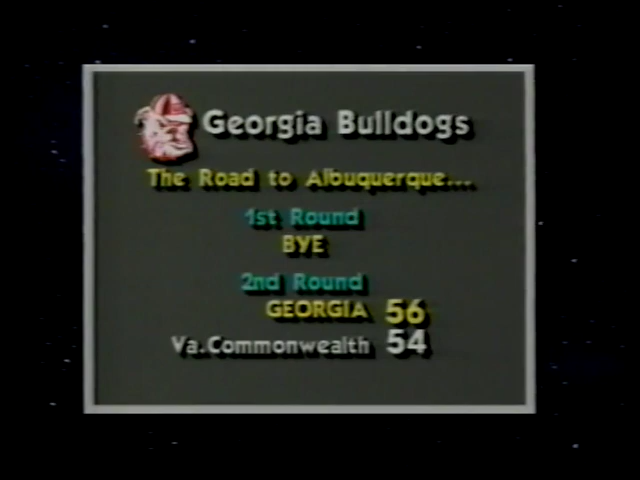 Georgia Bulldogs
The Road to Albuquerque...
1st Round
BYE
2nd Round
GEORGIA 56
Va.Commonwealth 54